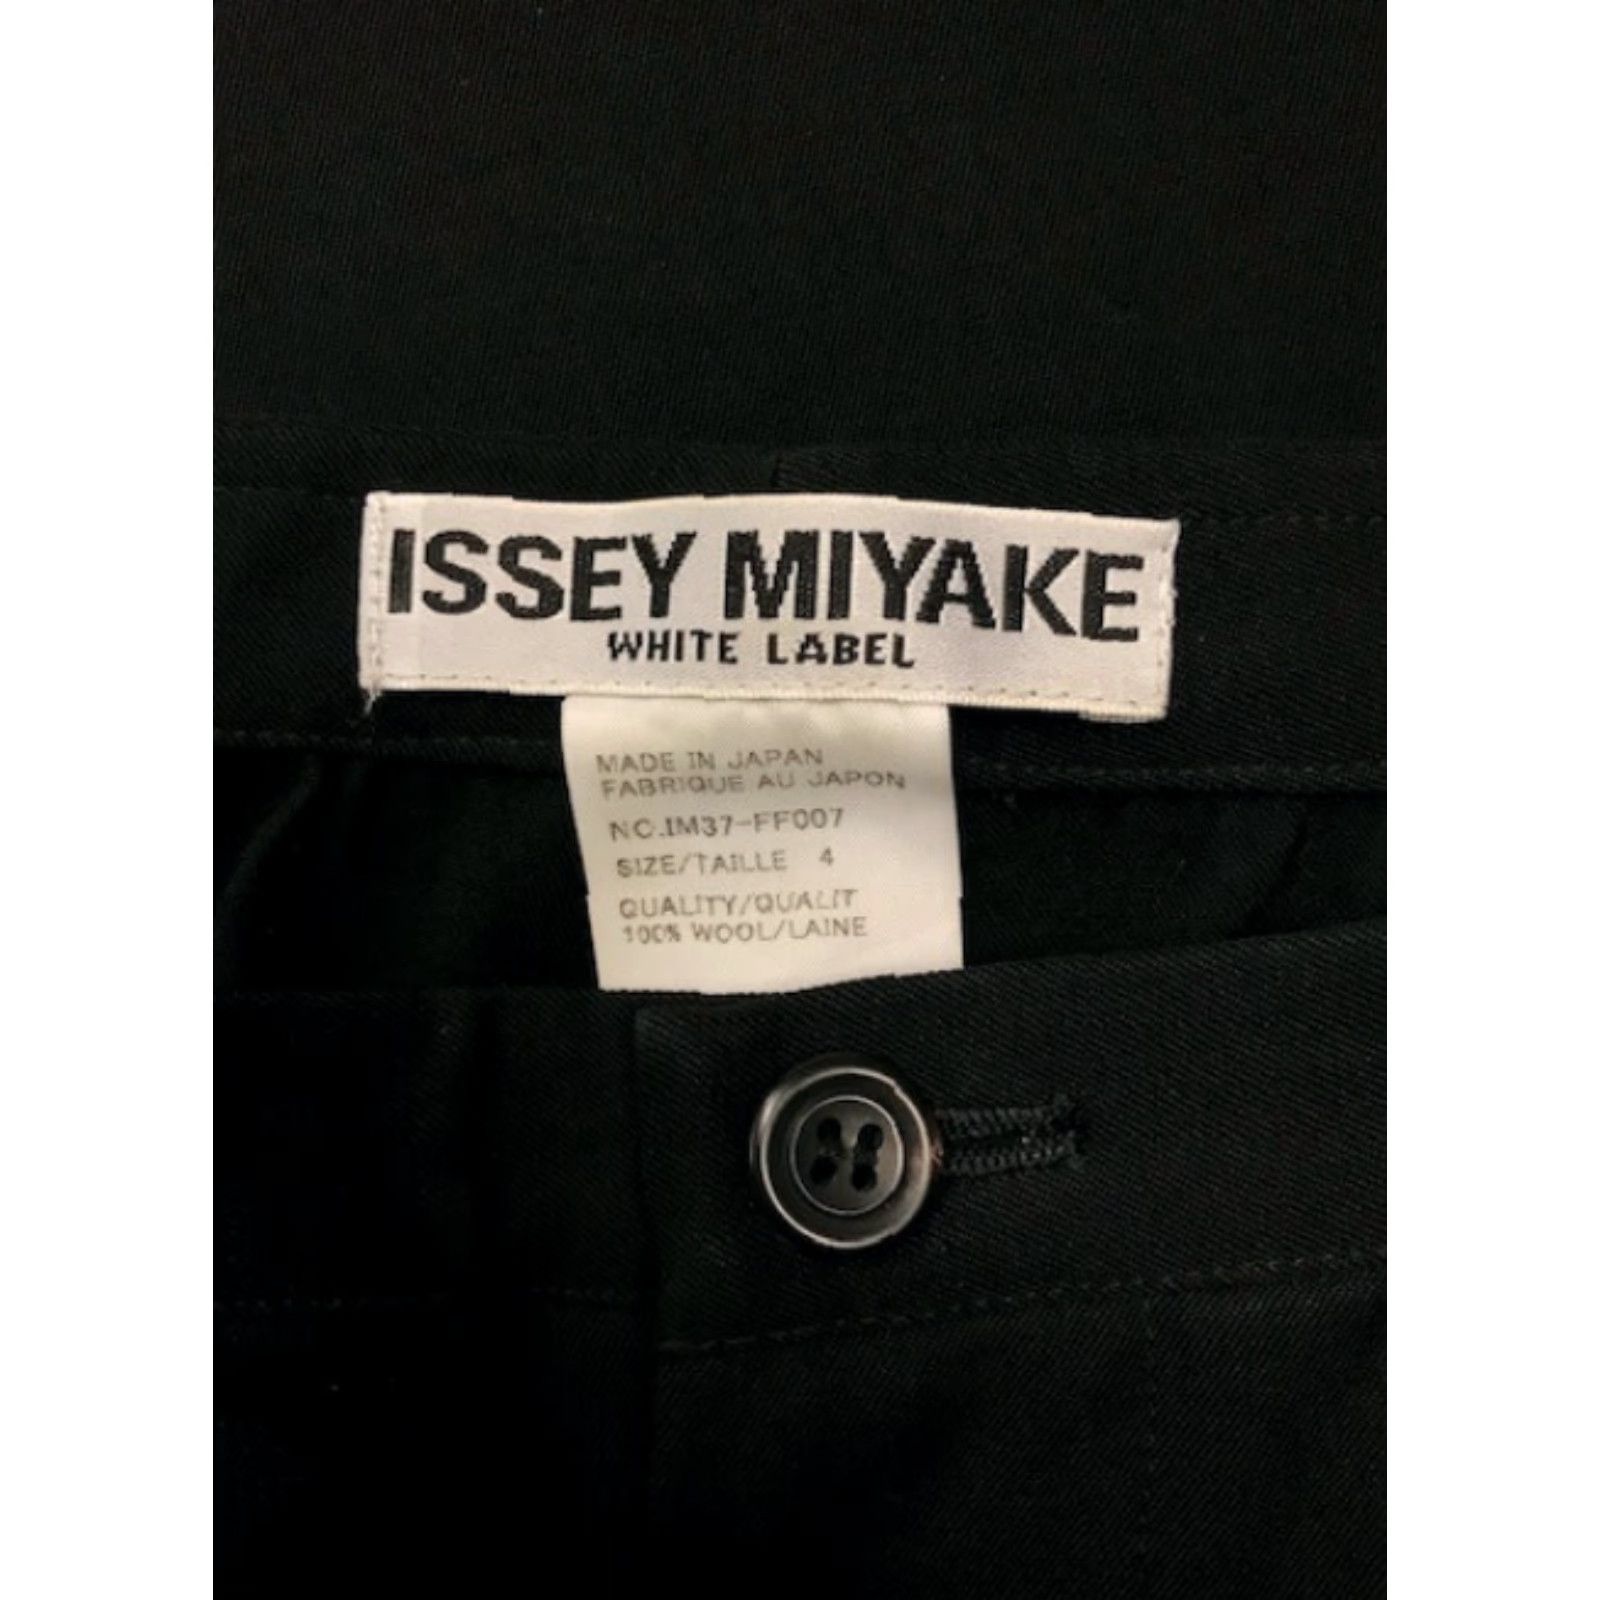 ISSEY MIYAKE
WHITE LABEL
MADE IN JAPAN
FABRIQUE AU JAPON
NO.IM37-FF007
SIZE/TAILLE 4
QUALITY/QUALIT
100% WOOL/LAINE